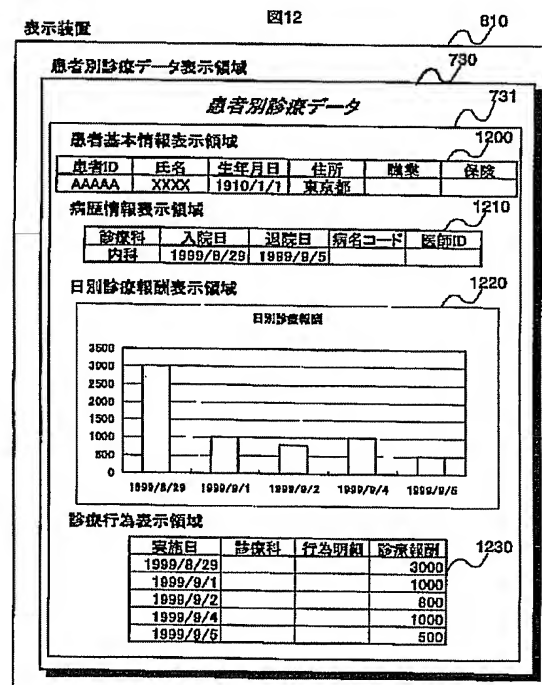 図12
表示装置
810
患者別診療データ表示領域
730
患者別診療データ
731
患者基本情報表示領域
1200
患者ID 氏名 生年月日 住所 職業 保険
AAAAA XXXX 1910/1/1 東京都
病歴情報表示領域
1210
診療科 入院日 退院日 病名コード 医師ID
内科 1999/8/29 1999/9/5
日別診療報酬表示領域
1220
日別診療報酬
3500
3000
2500
2000
1500
1000
500
0
1999/8/29 1999/9/1 1999/9/2 1999/9/4 1999/9/5
診療行為表示領域
1230
実施日 診療科 行為明細 診療報酬
1999/8/29 3000
1999/9/1 1000
1999/9/2 800
1999/9/4 1000
1999/9/5 500